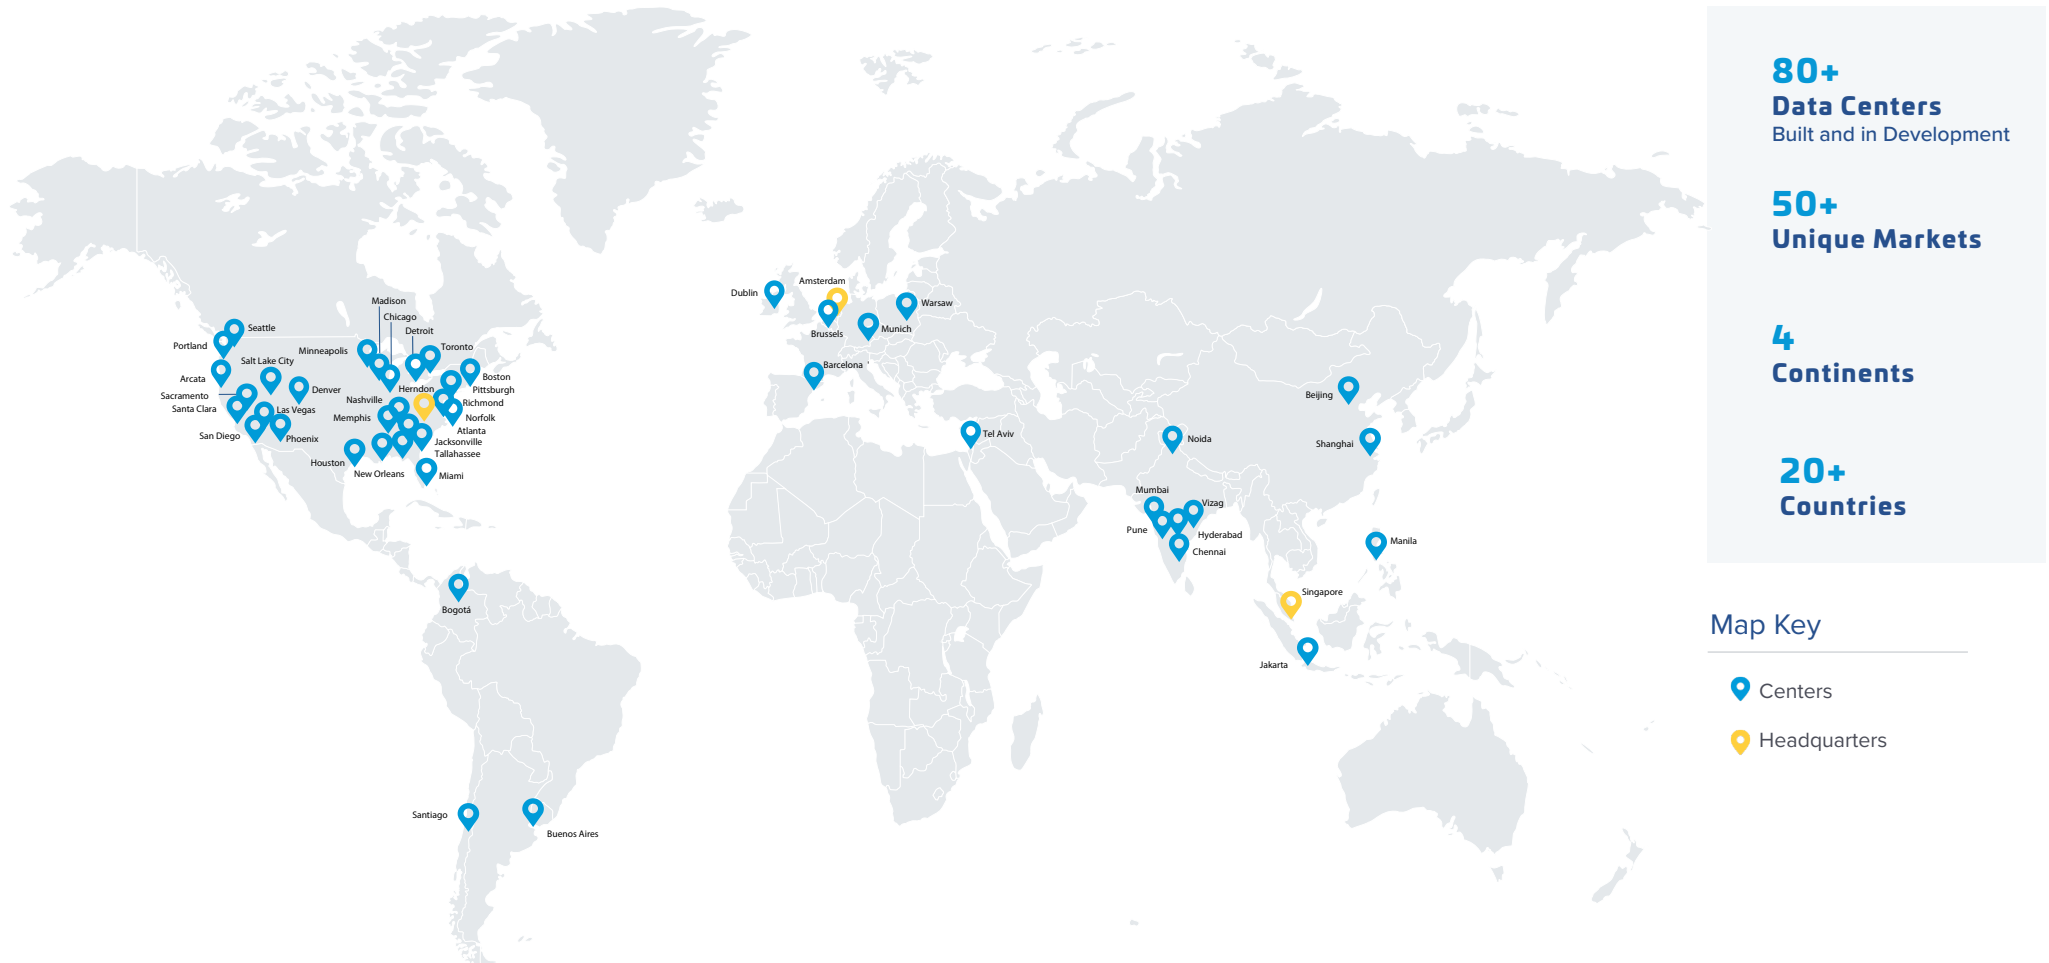 80+
Data Centers
Built and in Development
50+
Unique Markets
4
Continents
20+
Countries
Map Key
Centers
Headquarters
Seattle
Portland
Salt Lake City
Arcata
Denver
Sacramento
Santa Clara
Las Vegas
San Diego
Phoenix
Madison
Chicago
Detroit
Minneapolis
Toronto
Boston
Herndon
Pittsburgh
Nashville
Richmond
Memphis
Norfolk
Atlanta
Jacksonville
Tallahassee
Houston
New Orleans
Miami
Bogotá
Santiago
Buenos Aires
Dublin
Amsterdam
Warsaw
Brussels
Munich
Barcelona
Tel Aviv
Noida
Mumbai
Vizag
Pune
Hyderabad
Chennai
Beijing
Shanghai
Manila
Singapore
Jakarta